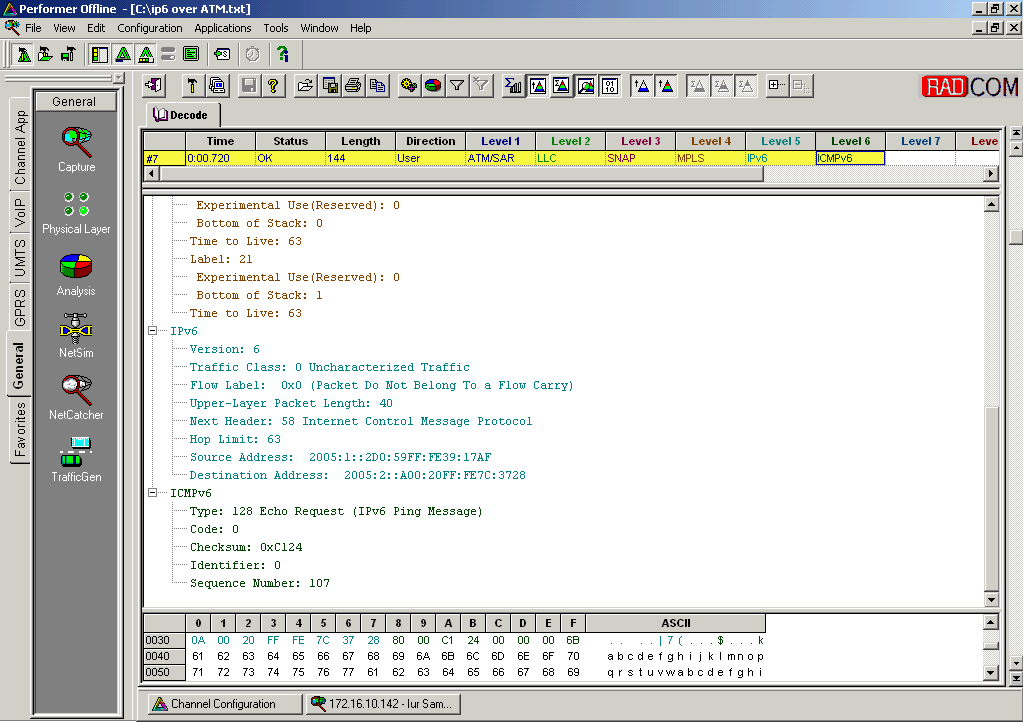 Performer Offline - [C:\ip6 over ATM.txt]
File View Edit Configuration Applications Tools Window Help
RADCOM
General
Capture
Physical Layer
Analysis
NetSim
NetCatcher
TrafficGen
Channel App
VoIP
UMTS
GPRS
General
Favorites
Decode
Time Status Length Direction Level 1 Level 2 Level 3 Level 4 Level 5 Level 6 Level 7 Leve
#7 0:00.720 OK 144 User ATM/SAR LLC SNAP MPLS IPv6 ICMPv6
Experimental Use(Reserved): 0
Bottom of Stack: 0
Time to Live: 63
Label: 21
Experimental Use(Reserved): 0
Bottom of Stack: 1
Time to Live: 63
IPv6
Version: 6
Traffic Class: 0 Uncharacterized Traffic
Flow Label: 0x0 (Packet Do Not Belong To a Flow Carry)
Upper-Layer Packet Length: 40
Next Header: 58 Internet Control Message Protocol
Hop Limit: 63
Source Address: 2005:1::2D0:59FF:FE39:17AF
Destination Address: 2005:2::A00:20FF:FE7C:3728
ICMPv6
Type: 128 Echo Request (IPv6 Ping Message)
Code: 0
Checksum: 0xC124
Identifier: 0
Sequence Number: 107
0 1 2 3 4 5 6 7 8 9 A B C D E F ASCII
0030 0A 00 20 FF FE 7C 37 28 80 00 C1 24 00 00 00 6B .. ...|7(...$...k
0040 61 62 63 64 65 66 67 68 69 6A 6B 6C 6D 6E 6F 70 abcdefghijklmnop
0050 71 72 73 74 75 76 77 61 62 63 64 65 66 67 68 69 qrstuvwabcdefghi
Channel Configuration
172.16.10.142 - Iur Sam...